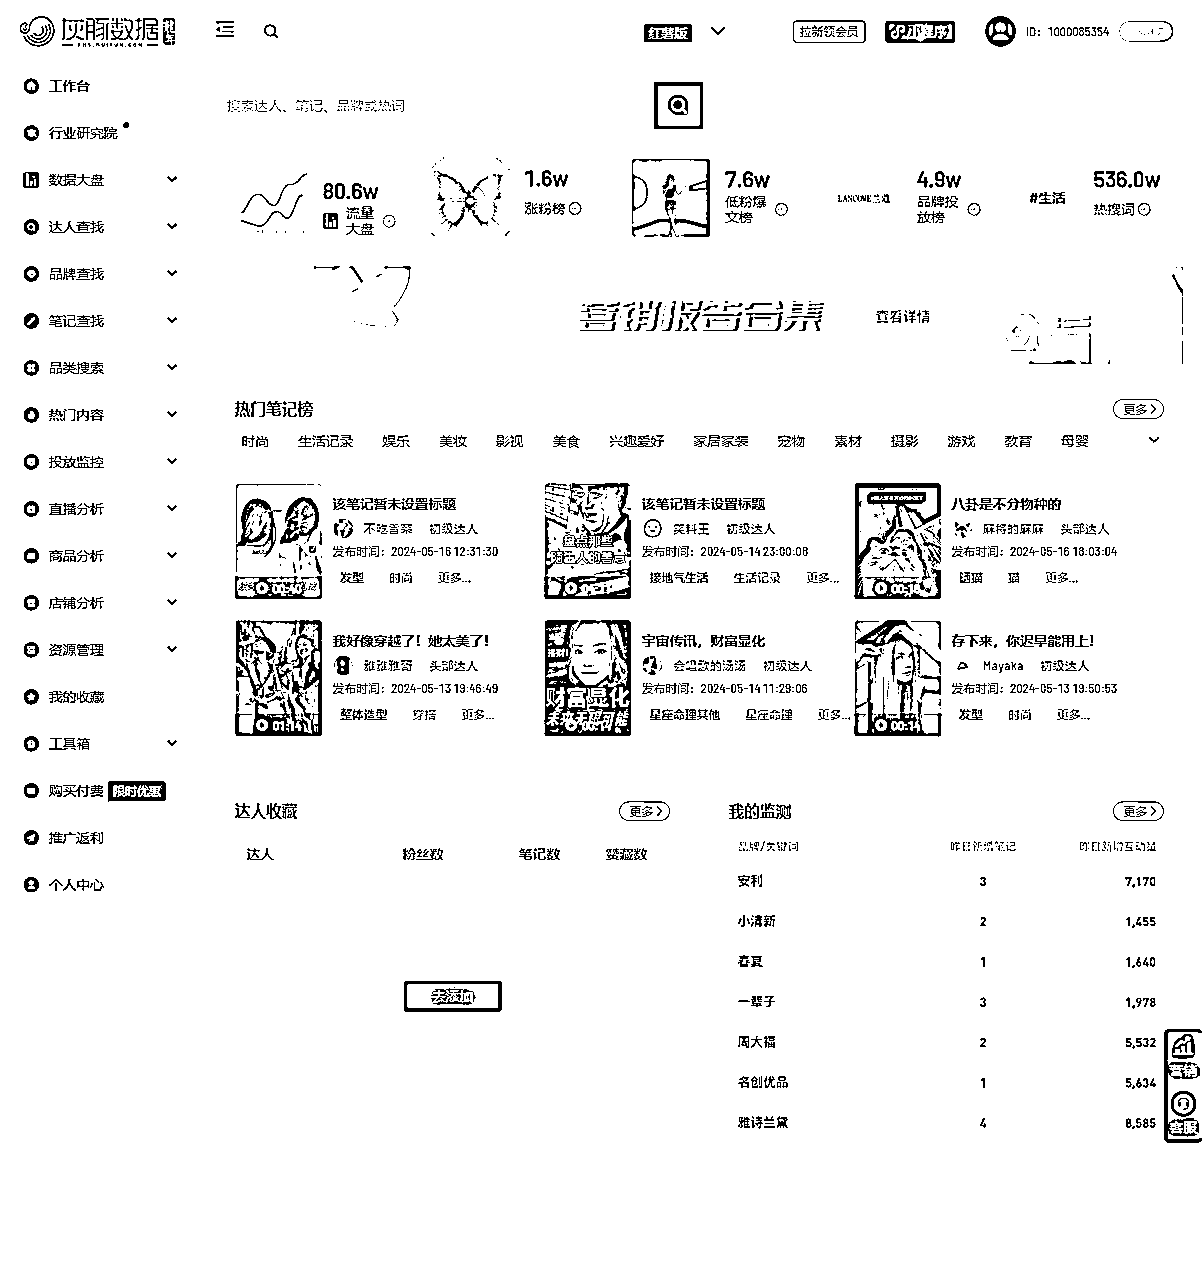 灰豚数据
拉新领会员
ID: 1000085354
工作台
行业研究院
数据大盘
达人查找
品牌查找
笔记查找
品类搜索
热门内容
投放监控
直播分析
商品分析
店铺分析
资源管理
我的收藏
工具箱
购买付费 限时优惠
推广返利
个人中心
搜索达人、笔记、品牌或热词
80.6w
流量大盘
1.6w
涨粉榜
7.6w
低粉爆文榜
LANCOME兰蔻
4.9w
品牌投放榜
#生活
536.0w
热搜词
营销报告合集 查看详情
热门笔记榜 更多
时尚 生活记录 娱乐 美妆 影视 美食 兴趣爱好 家居家装 宠物 素材 摄影 游戏 教育 母婴
该笔记暂未设置标题
不吃香菜 初级达人
发布时间：2024-05-16 12:31:30
发型 时尚 更多...
该笔记暂未设置标题
笑料王 初级达人
发布时间：2024-05-14 23:00:08
接地气生活 生活记录 更多...
八卦是不分物种的
麻将的麻麻 头部达人
发布时间：2024-05-16 18:03:04
晒猫 猫 更多...
我好像穿越了！她太美了！
雅雅雅哥 头部达人
发布时间：2024-05-13 19:46:49
整体造型 穿搭 更多...
宇宙传讯，财富显化
会唱歌的汤汤 初级达人
发布时间：2024-05-14 11:29:06
星座命理其他 星座命理 更多...
财富显化
存下来，你迟早能用上！
Mayaka 初级达人
发布时间：2024-05-13 19:50:53
发型 时尚 更多...
达人收藏 更多
达人 粉丝数 笔记数 赞藏数
去添加
我的监测 更多
品牌/关键词 昨日新增笔记 昨日新增互动量
安利 3 7,170
小清新 2 1,455
春夏 1 1,640
一辈子 3 1,978
周大福 2 5,532
名创优品 1 5,634
雅诗兰黛 4 8,585
营销
客服